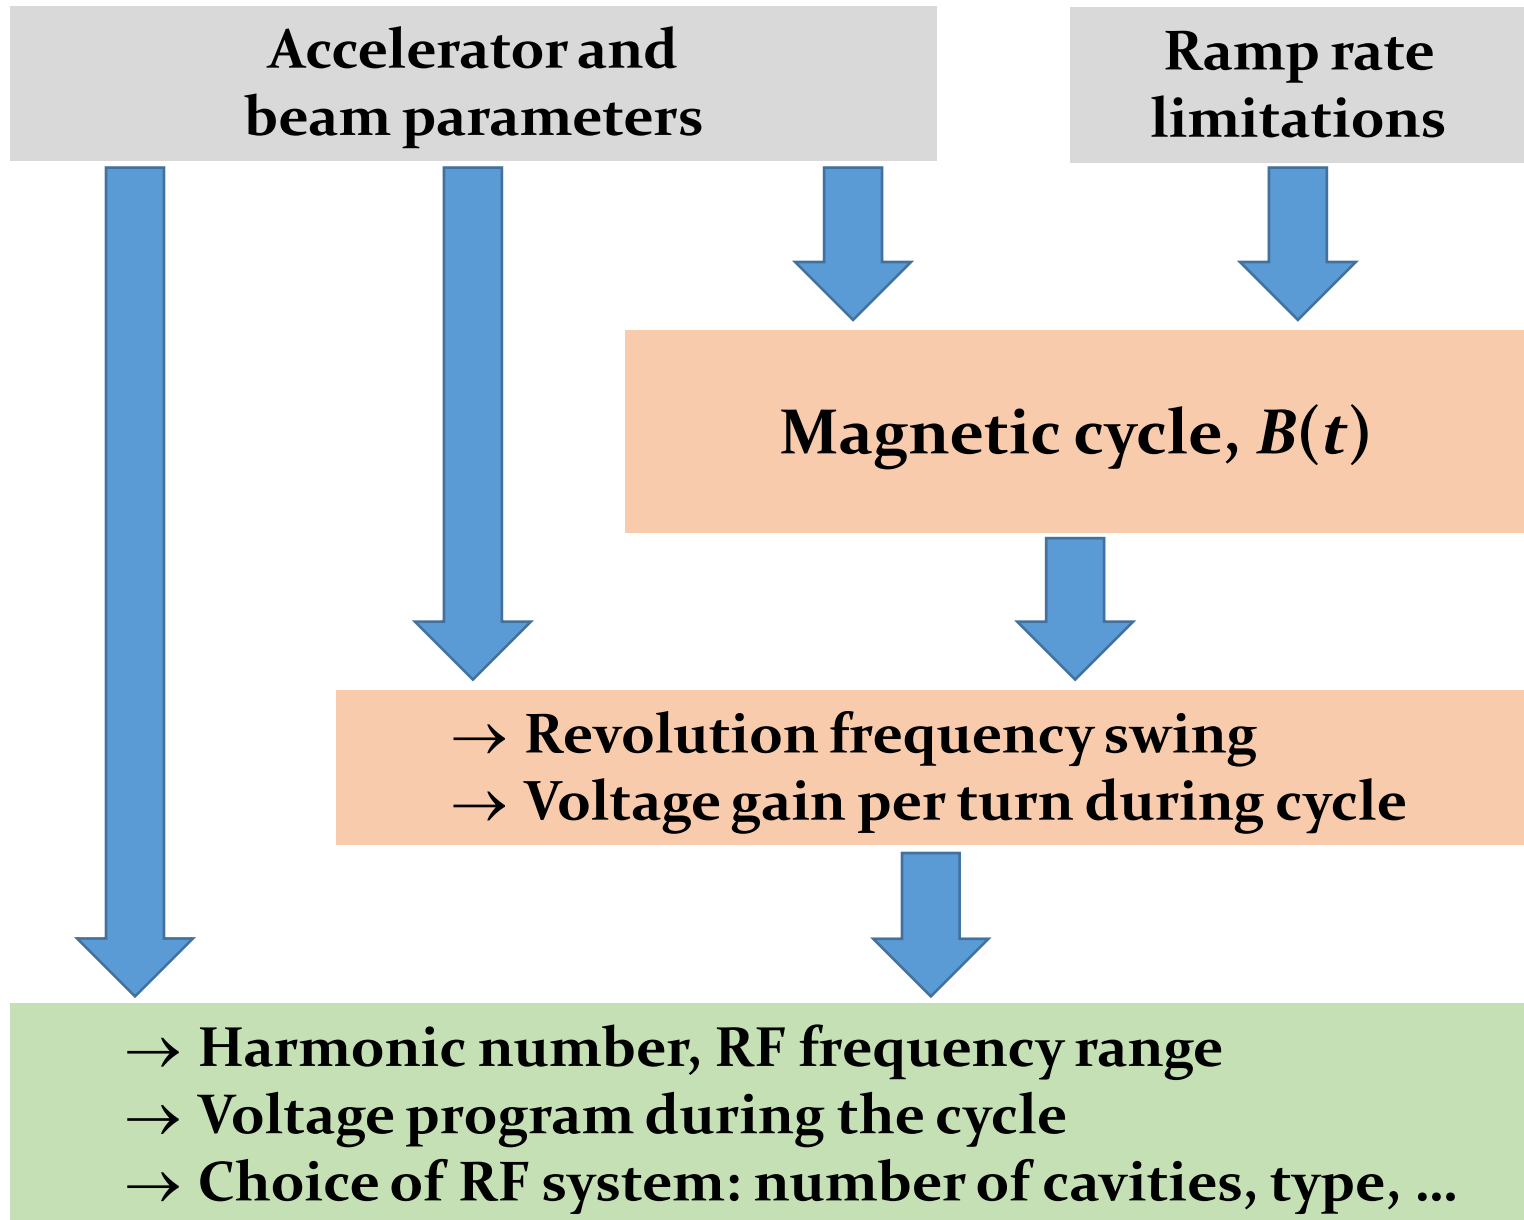 Accelerator and
beam parameters
Ramp rate
limitations
Magnetic cycle, B(t)
→ Revolution frequency swing
→ Voltage gain per turn during cycle
→ Harmonic number, RF frequency range
→ Voltage program during the cycle
→ Choice of RF system: number of cavities, type, ...